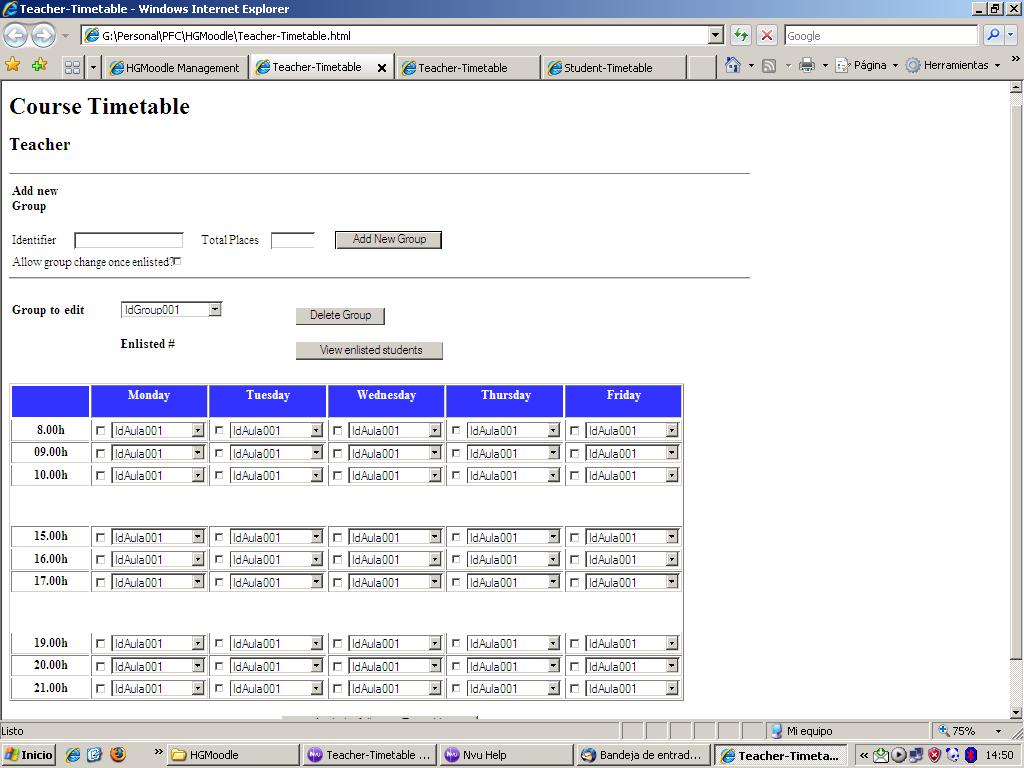 Teacher-Timetable - Windows Internet Explorer
G:\Personal\PFC\HGMoodle\Teacher-Timetable.html
Google
HGMoodle Management
Teacher-Timetable
Teacher-Timetable
Student-Timetable
Página
Herramientas
Course Timetable
Teacher
Add new
Group
Identifier
Total Places
Add New Group
Allow group change once enlisted?
Group to edit
IdGroup001
Delete Group
Enlisted #
View enlisted students
Monday Tuesday Wednesday Thursday Friday
8.00h IdAula001 IdAula001 IdAula001 IdAula001 IdAula001
09.00h IdAula001 IdAula001 IdAula001 IdAula001 IdAula001
10.00h IdAula001 IdAula001 IdAula001 IdAula001 IdAula001
15.00h IdAula001 IdAula001 IdAula001 IdAula001 IdAula001
16.00h IdAula001 IdAula001 IdAula001 IdAula001 IdAula001
17.00h IdAula001 IdAula001 IdAula001 IdAula001 IdAula001
19.00h IdAula001 IdAula001 IdAula001 IdAula001 IdAula001
20.00h IdAula001 IdAula001 IdAula001 IdAula001 IdAula001
21.00h IdAula001 IdAula001 IdAula001 IdAula001 IdAula001
Listo
Mi equipo
75%
Inicio
HGMoodle
Teacher-Timetable ...
Nvu Help
Bandeja de entrad...
Teacher-Timeta...
14:50